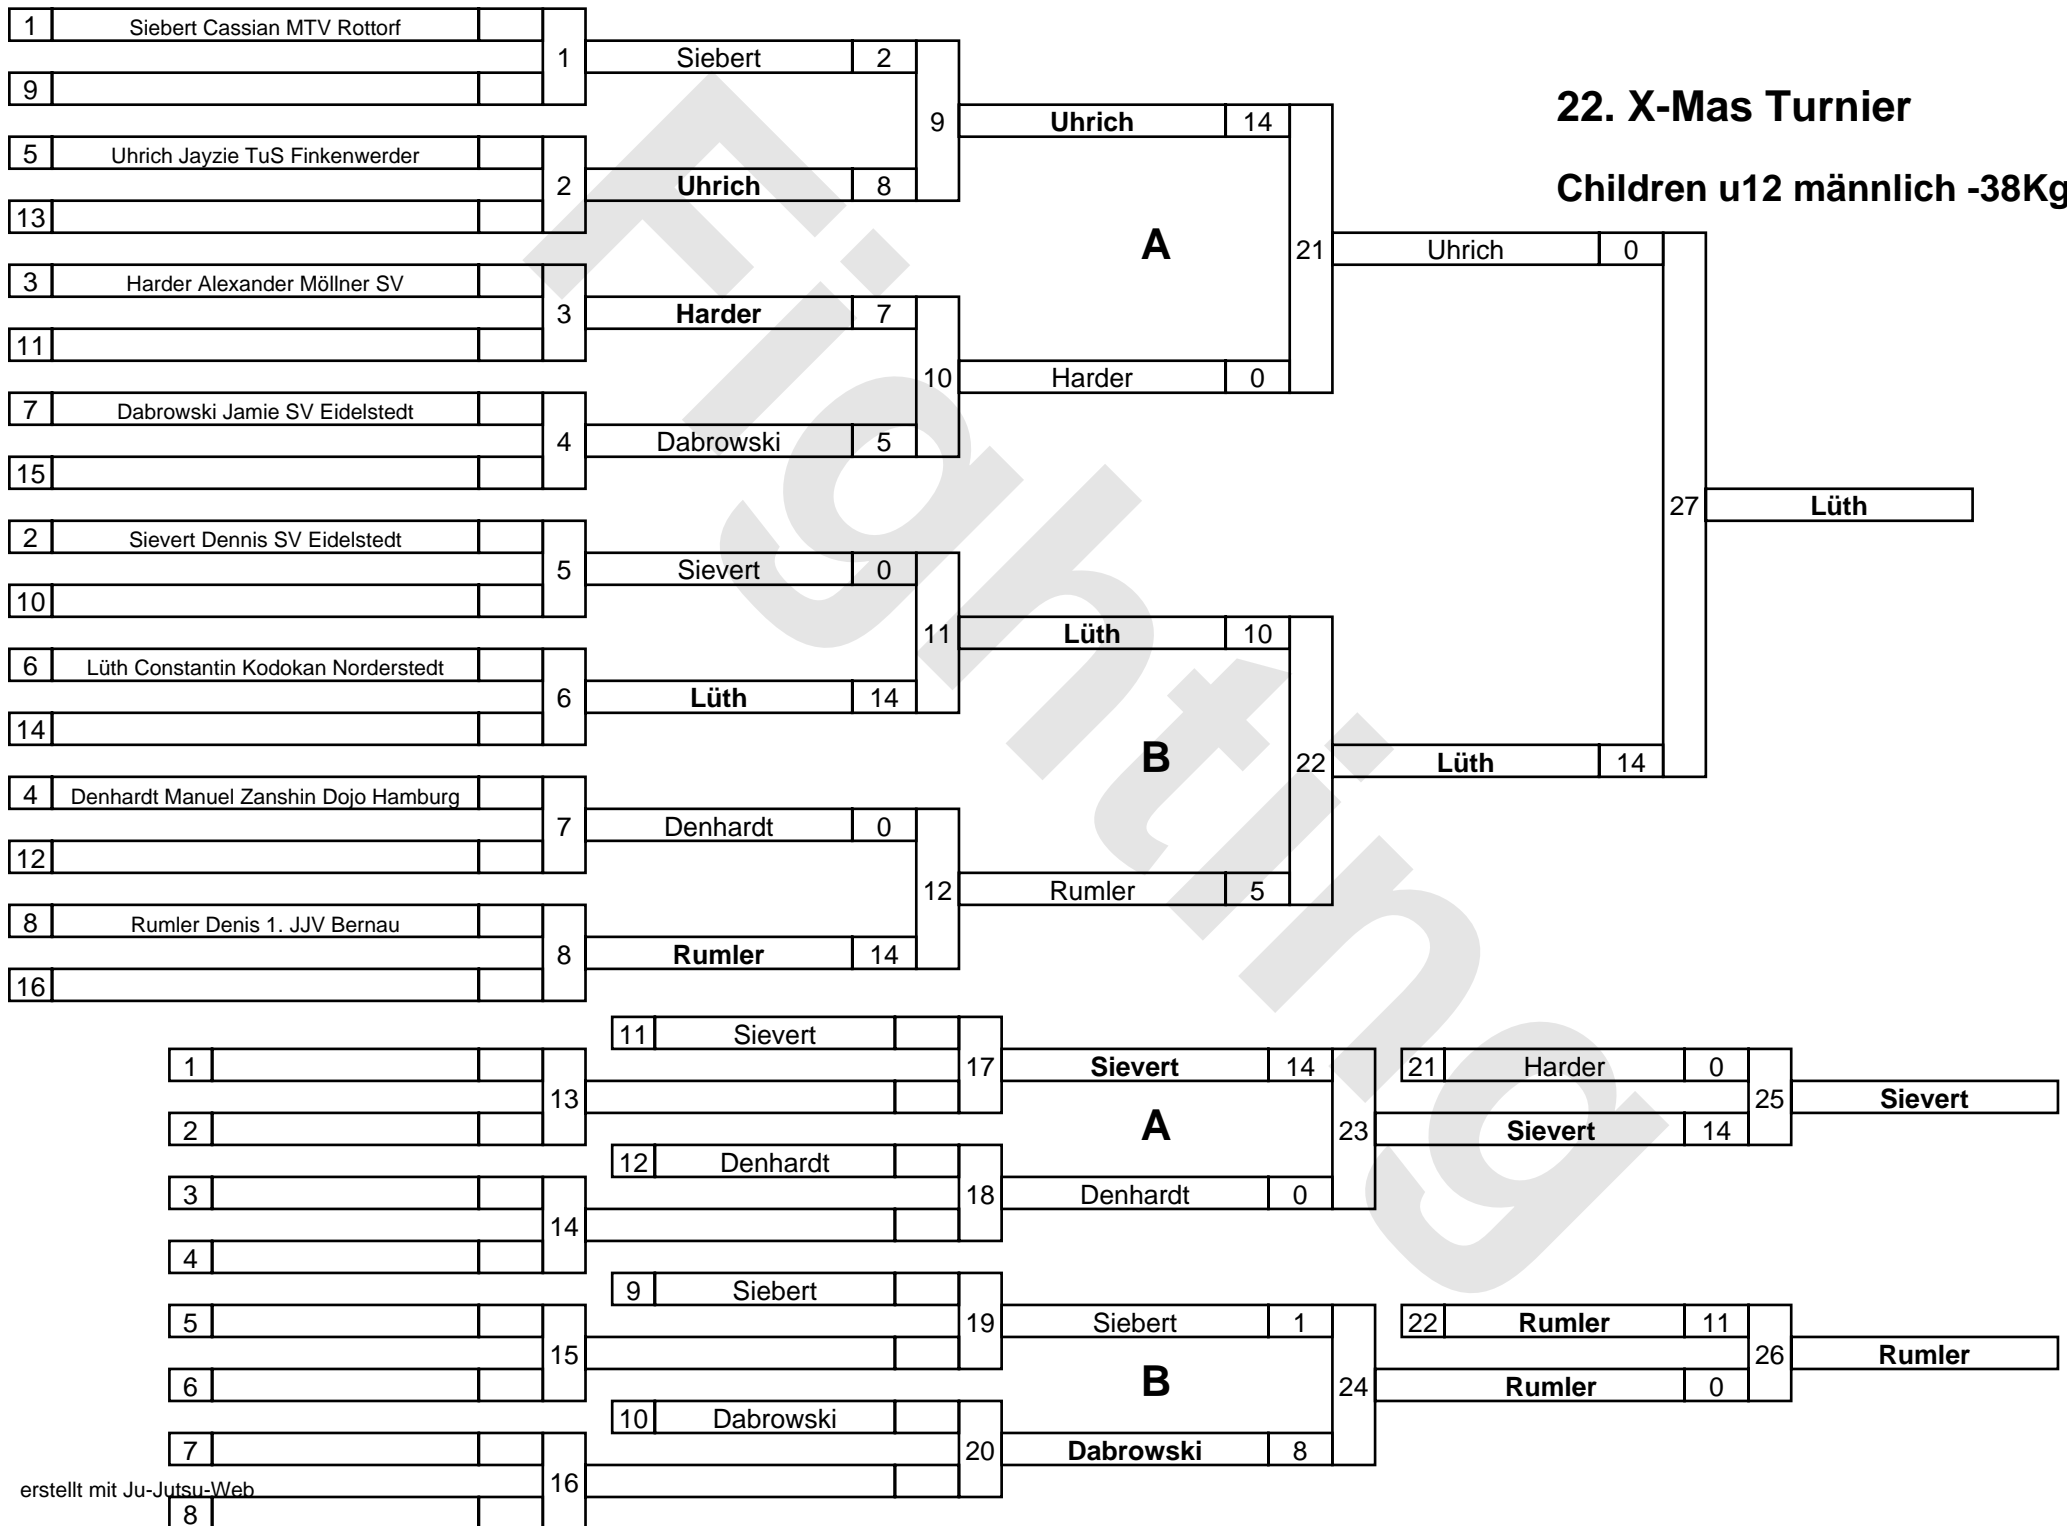 22. X-Mas Turnier
Children u12 männlich -38Kg
1 Siebert Cassian MTV Rottorf
9
1
5 Uhrich Jayzie TuS Finkenwerder
13
2
3 Harder Alexander Möllner SV
11
3
7 Dabrowski Jamie SV Eidelstedt
15
4
2 Sievert Dennis SV Eidelstedt
10
5
6 Lüth Constantin Kodokan Norderstedt
14
6
4 Denhardt Manuel Zanshin Dojo Hamburg
12
7
8 Rumler Denis 1. JJV Bernau
16
8
Siebert 2
9
Uhrich 8
Harder 7
10
Dabrowski 5
Sievert 0
11
Lüth 14
Denhardt 0
12
Rumler 14
Uhrich 14
A
21
Harder 0
Lüth 10
B
22
Rumler 5
Uhrich 0
27
Lüth 14
Lüth
1
13
2
3
14
4
5
15
6
7
16
8
11 Sievert
17
12 Denhardt
18
9 Siebert
19
10 Dabrowski
20
Sievert 14
A
23
Denhardt 0
Siebert 1
B
24
Dabrowski 8
21 Harder 0
25
Sievert 14
Sievert
22 Rumler 11
26
Rumler 0
Rumler
erstellt mit Ju-Jutsu-Web
Fighting